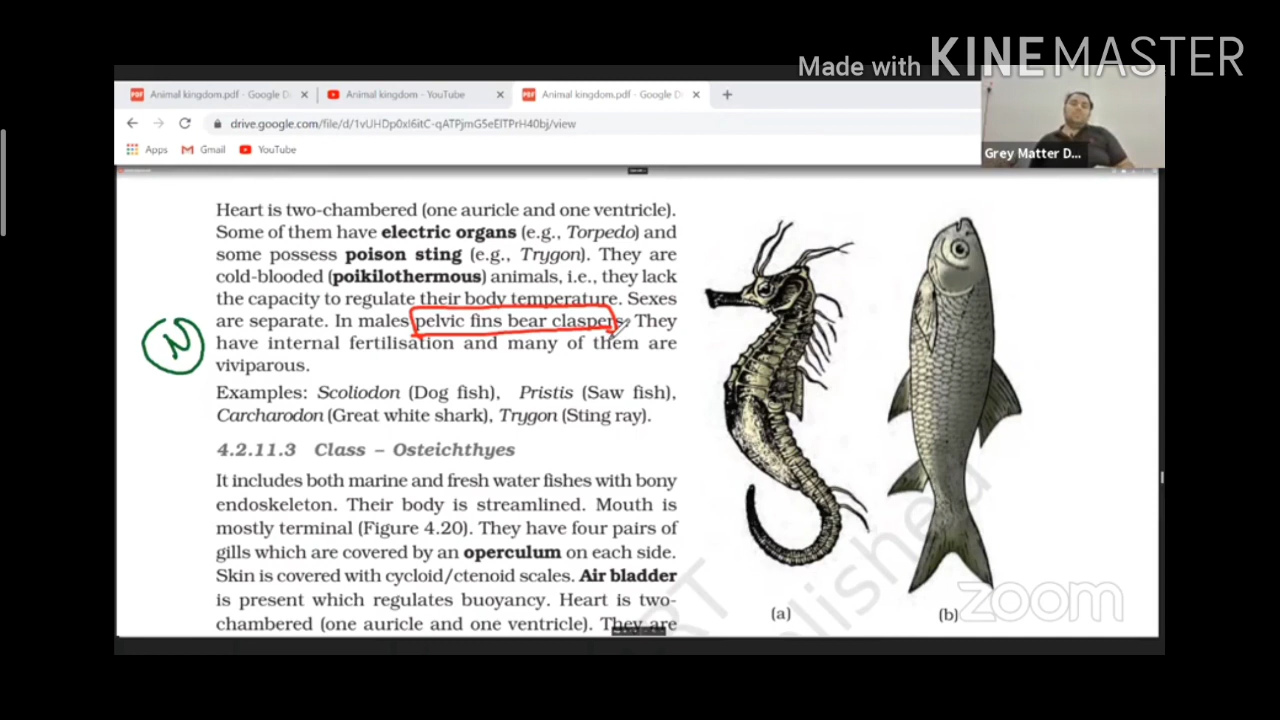 Made with KINEMASTER
Animal kingdom.pdf - Google D
Animal kingdom - YouTube
Animal kingdom.pdf - Google D
drive.google.com/file/d/1vUHDp0xl6itC-qATPjmG5eElTPrH40bj/view
Apps Gmail YouTube
Grey Matter D...
Heart is two-chambered (one auricle and one ventricle).
Some of them have electric organs (e.g., Torpedo) and
some possess poison sting (e.g., Trygon). They are
cold-blooded (poikilothermous) animals, i.e., they lack
the capacity to regulate their body temperature. Sexes
are separate. In males pelvic fins bear claspers. They
N
have internal fertilisation and many of them are
viviparous.
Examples: Scoliodon (Dog fish), Pristis (Saw fish),
Carcharodon (Great white shark), Trygon (Sting ray).
4.2.11.3 Class – Osteichthyes
It includes both marine and fresh water fishes with bony
endoskeleton. Their body is streamlined. Mouth is
mostly terminal (Figure 4.20). They have four pairs of
gills which are covered by an operculum on each side.
Skin is covered with cycloid/ctenoid scales. Air bladder
is present which regulates buoyancy. Heart is two-
chambered (one auricle and one ventricle). They are
(a)
(b)
zoom